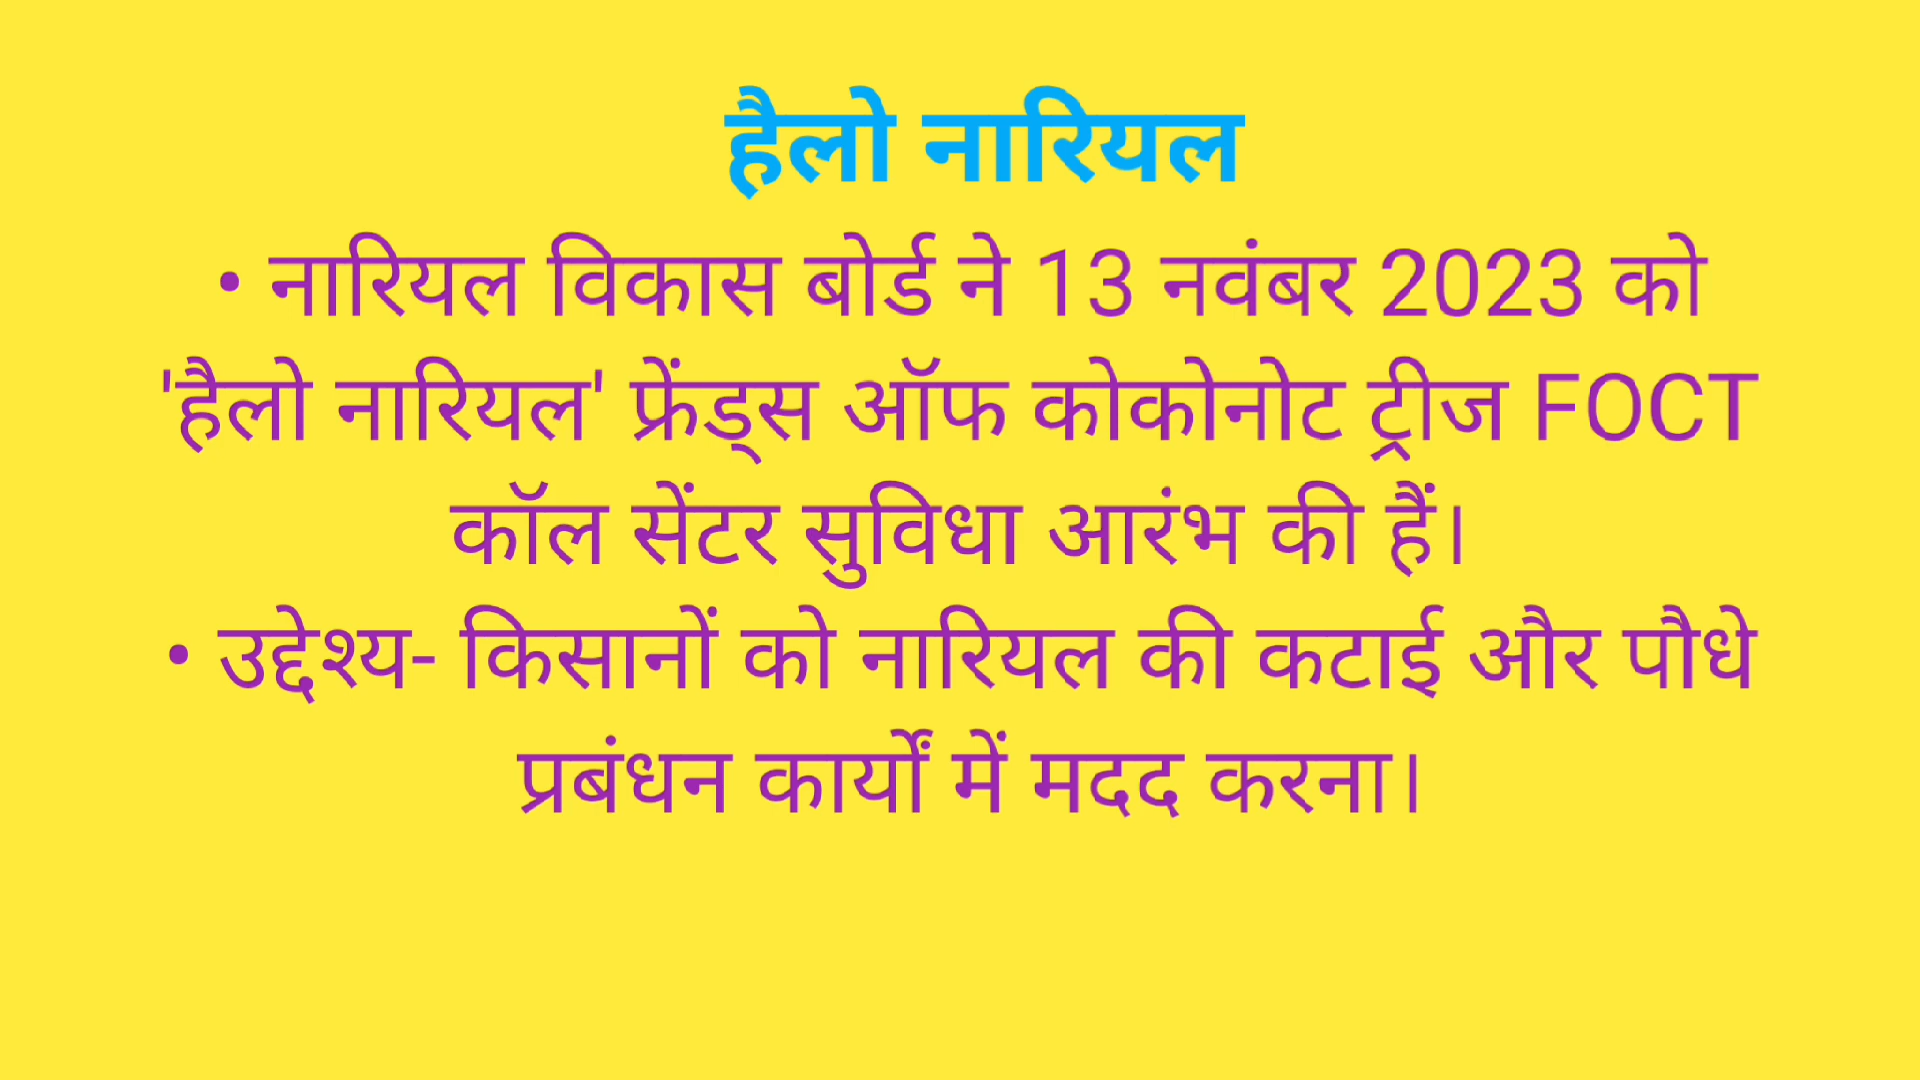 हैलो नारियल
• नारियल विकास बोर्ड ने 13 नवंबर 2023 को
'हैलो नारियल' फ्रेंड्स ऑफ कोकोनोट ट्रीज FOCT
कॉल सेंटर सुविधा आरंभ की हैं।
• उद्देश्य- किसानों को नारियल की कटाई और पौधे
प्रबंधन कार्यों में मदद करना।